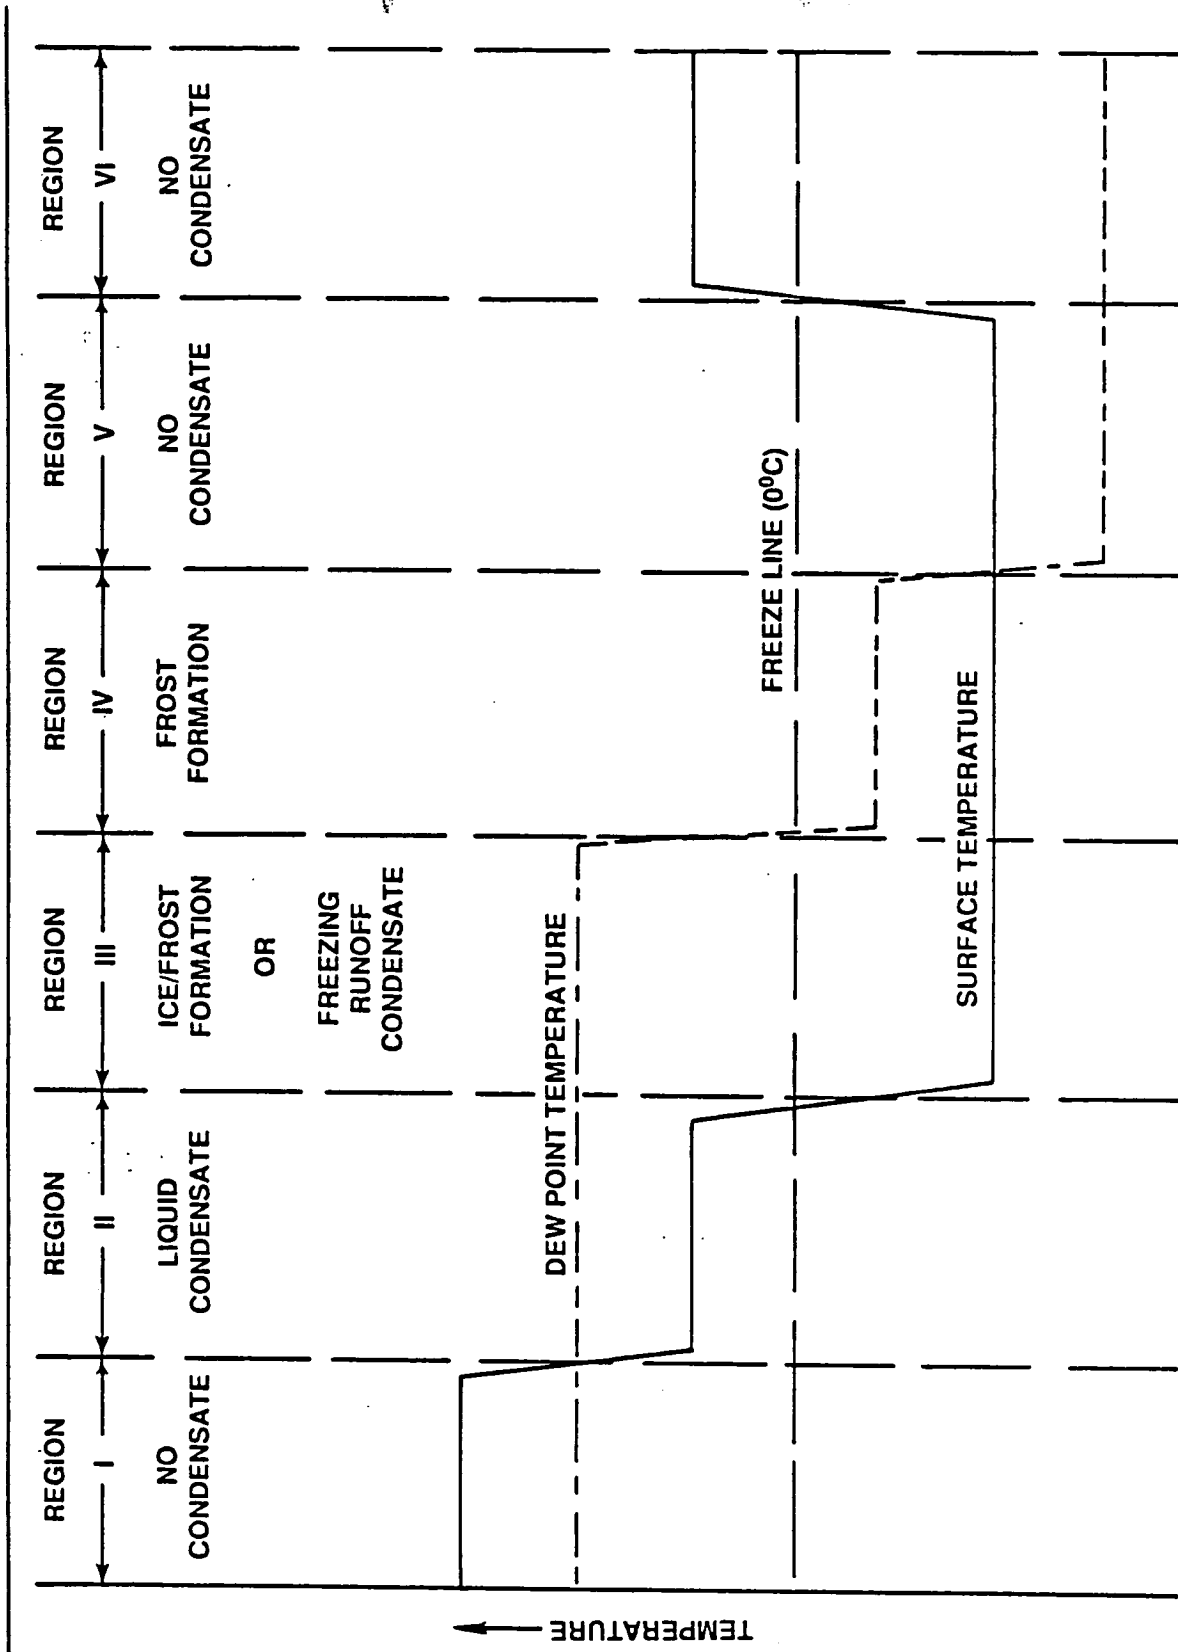 REGION
I
NO
CONDENSATE
REGION
II
LIQUID
CONDENSATE
REGION
III
ICE/FROST
FORMATION
OR
FREEZING
RUNOFF
CONDENSATE
REGION
IV
FROST
FORMATION
REGION
V
NO
CONDENSATE
REGION
VI
NO
CONDENSATE
DEW POINT TEMPERATURE
FREEZE LINE (0⁰C)
SURFACE TEMPERATURE
TEMPERATURE